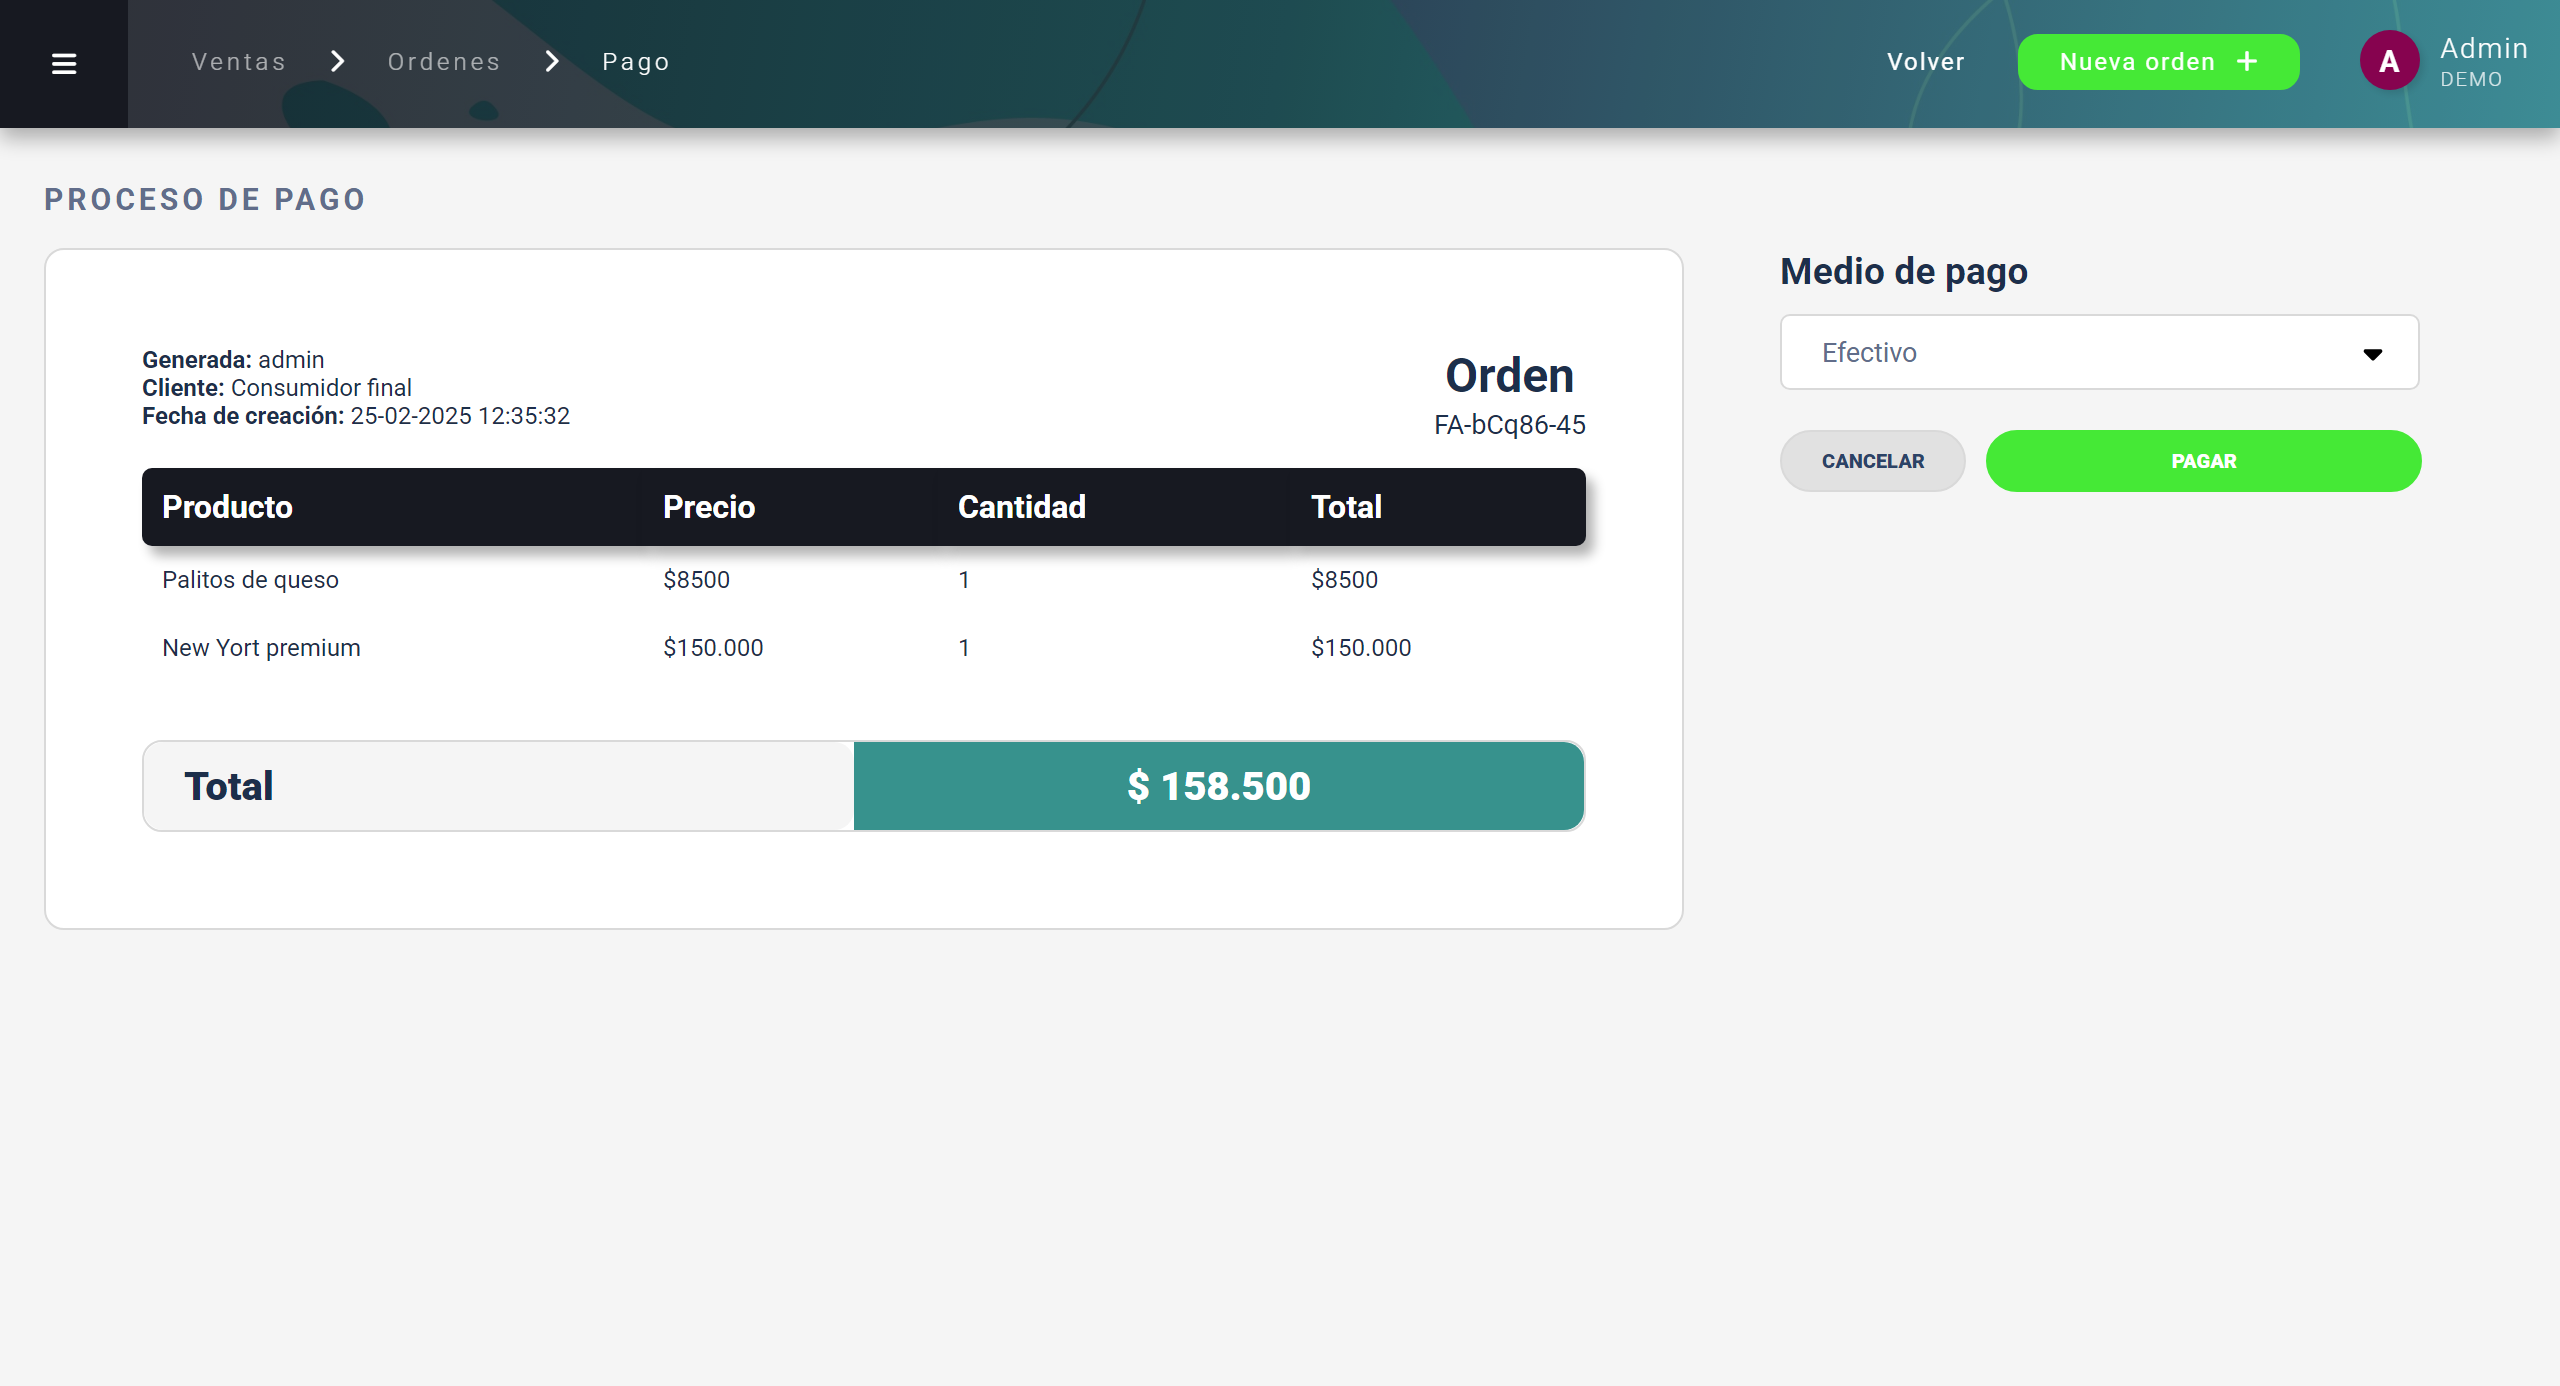 Ventas Ordenes Pago Volver Nueva orden + A Admin
DEMO
PROCESO DE PAGO
Generada: admin
Cliente: Consumidor final
Fecha de creación: 25-02-2025 12:35:32
Orden
FA-bCq86-45
Producto Precio Cantidad Total
Palitos de queso $8500 1 $8500
New Yort premium $150.000 1 $150.000
Total $ 158.500
Medio de pago
Efectivo
CANCELAR PAGAR